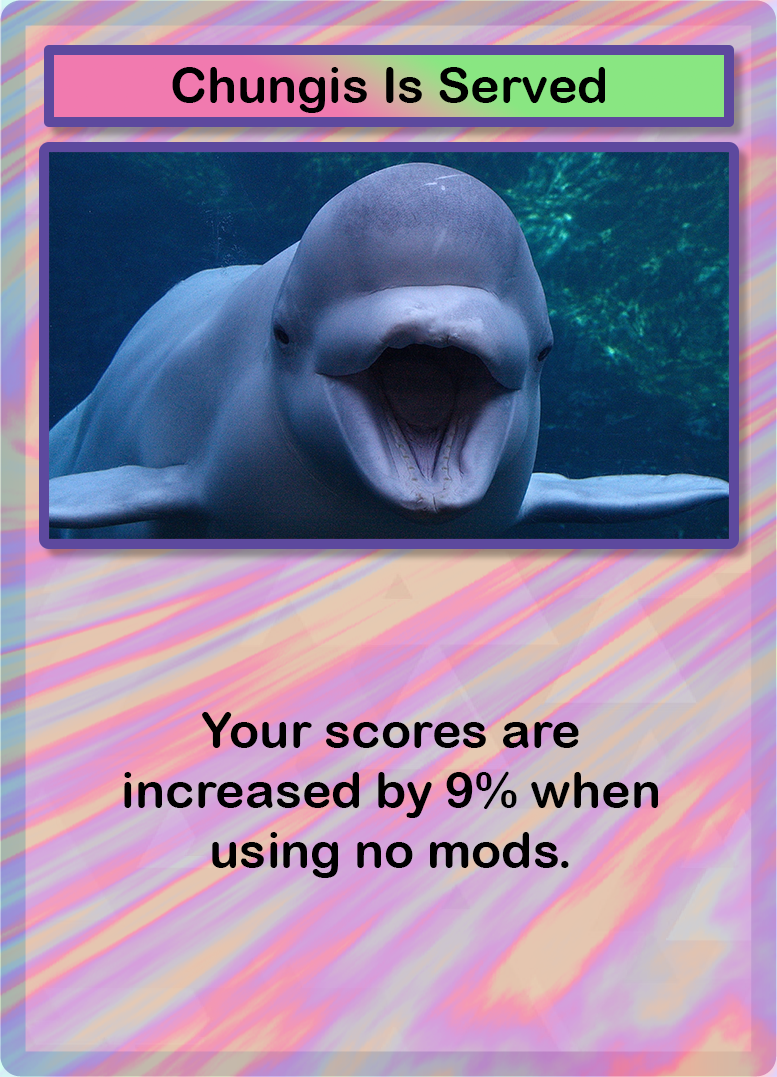 Chungis Is Served
Your scores are
increased by 9% when
using no mods.